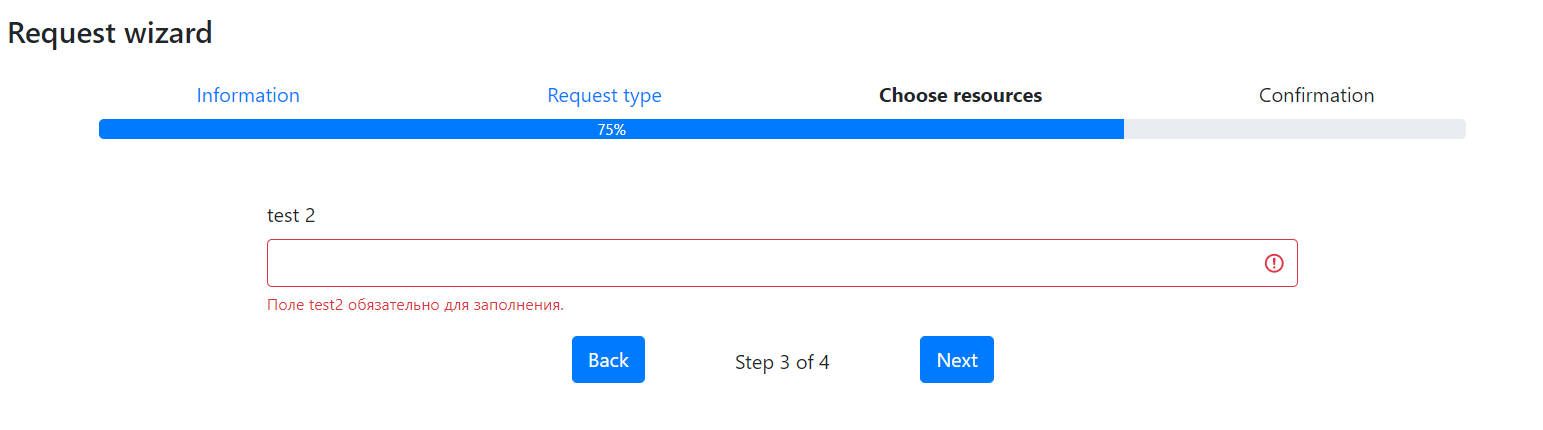 Request wizard
Information Request type Choose resources Confirmation
75%
test 2
Поле test2 обязательно для заполнения.
Back Step 3 of 4 Next